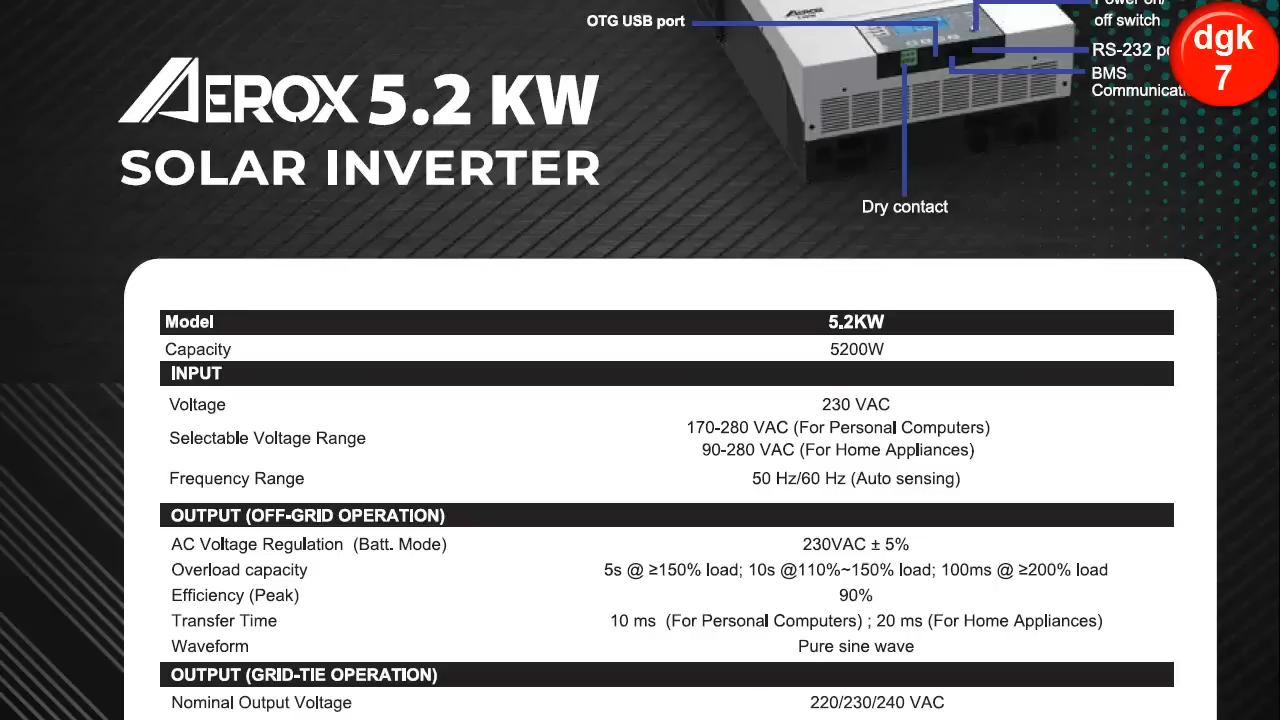 Power on/
off switch
OTG USB port
RS-232
BMS
dgk
7
AEROX 5.2 KW
SOLAR INVERTER
Dry contact
Model 5.2KW
Capacity 5200W
INPUT
Voltage 230 VAC
Selectable Voltage Range 170-280 VAC (For Personal Computers)
90-280 VAC (For Home Appliances)
Frequency Range 50 Hz/60 Hz (Auto sensing)
OUTPUT (OFF-GRID OPERATION)
AC Voltage Regulation (Batt. Mode) 230VAC ± 5%
Overload capacity 5s @ ≥150% load; 10s @110%~150% load; 100ms @ ≥200% load
Efficiency (Peak) 90%
Transfer Time 10 ms (For Personal Computers) ; 20 ms (For Home Appliances)
Waveform Pure sine wave
OUTPUT (GRID-TIE OPERATION)
Nominal Output Voltage 220/230/240 VAC